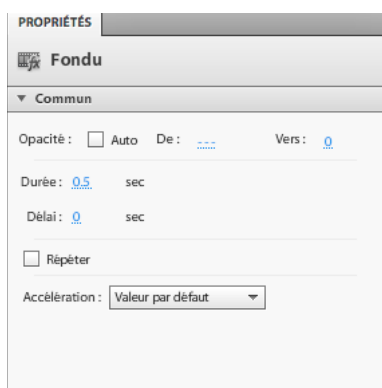 PROPRIÉTÉS
Fondu
Commun
Opacité : Auto De : --- Vers : 0
Durée : 0.5 sec
Délai : 0 sec
Répéter
Accélération : Valeur par défaut